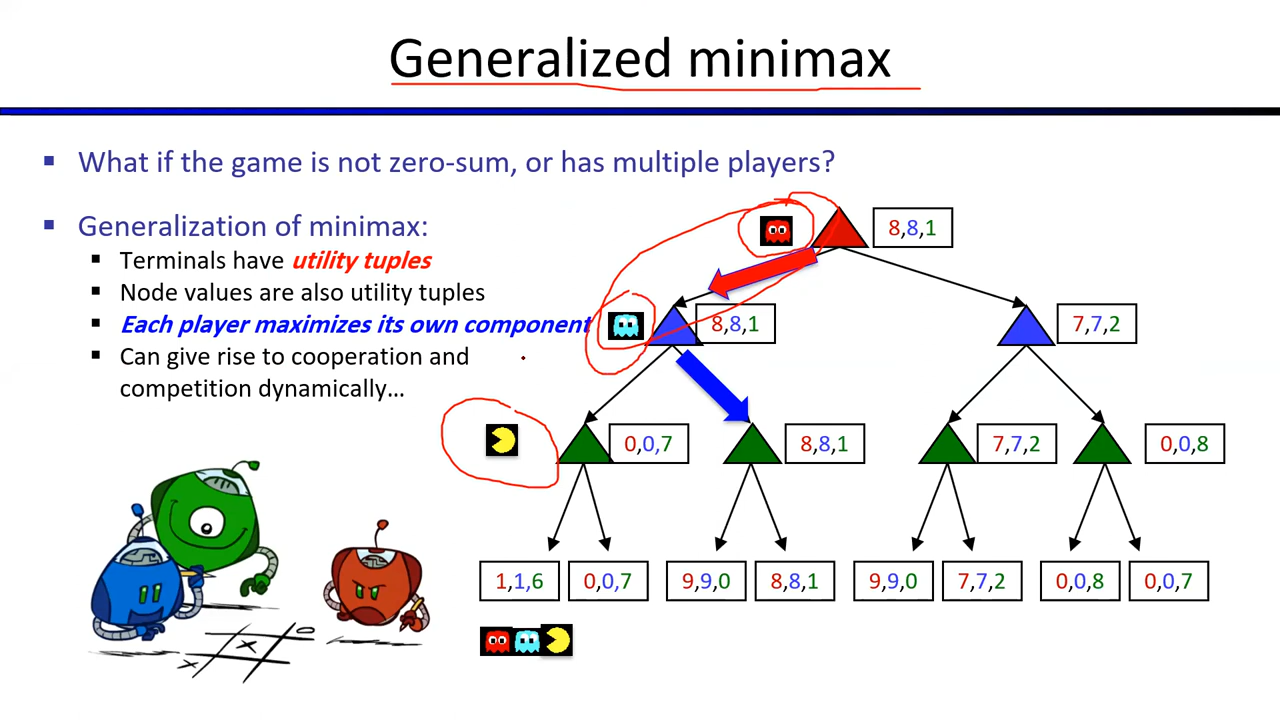 Generalized minimax
▪ What if the game is not zero-sum, or has multiple players?
▪ Generalization of minimax:
▪ Terminals have utility tuples
▪ Node values are also utility tuples
▪ Each player maximizes its own component
▪ Can give rise to cooperation and
competition dynamically…
8,8,1
8,8,1
7,7,2
0,0,7
8,8,1
7,7,2
0,0,8
1,1,6
0,0,7
9,9,0
8,8,1
9,9,0
7,7,2
0,0,8
0,0,7